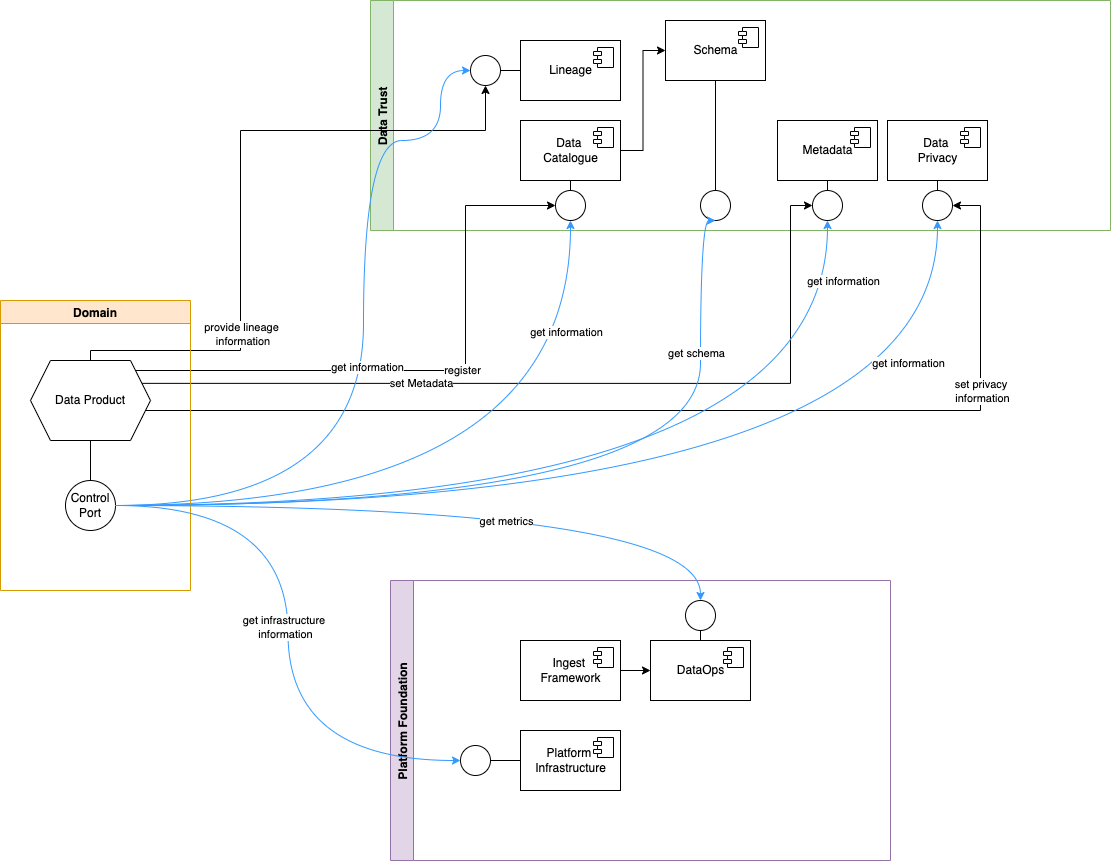 Schema
Lineage
Data Trust
Data
Catalogue
Metadata
Data
Privacy
get information
Domain
provide lineage
information
get information
get schema
get information
get information
register
set Metadata
set privacy
information
Data Product
Control
Port
get metrics
get infrastructure
information
Platform Foundation
Ingest
Framework
DataOps
Platform
Infrastructure